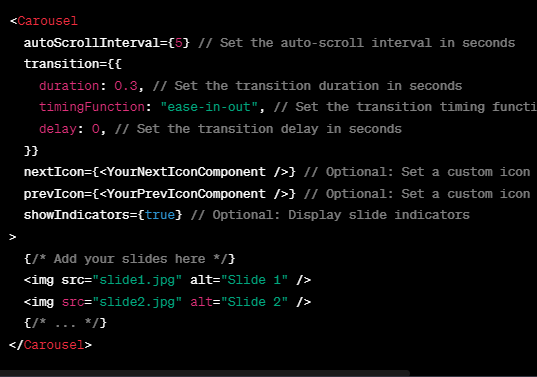 <Carousel
autoScrollInterval={5} // Set the auto-scroll interval in seconds
transition={{
duration: 0.3, // Set the transition duration in seconds
timingFunction: "ease-in-out", // Set the transition timing functi
delay: 0, // Set the transition delay in seconds
}}
nextIcon={<YourNextIconComponent />} // Optional: Set a custom icon
prevIcon={<YourPrevIconComponent />} // Optional: Set a custom icon
showIndicators={true} // Optional: Display slide indicators
>
{/* Add your slides here */}
<img src="slide1.jpg" alt="Slide 1" />
<img src="slide2.jpg" alt="Slide 2" />
{/* ... */}
</Carousel>